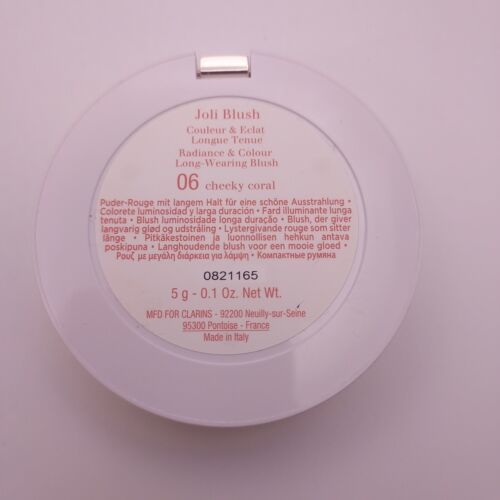 Joli Blush
Couleur & Eclat
Longue Tenue
Radiance & Colour
Long-Wearing Blush
06 cheeky coral
Puder-Rouge mit langem Halt für eine schöne Ausstrahlung •
Colorete luminosidad y larga duración • Fard illuminante lunga
tenuta • Blush luminosidade longa duração • Blush, der giver
langvarig glød og udstråling • Lystergivande rouge som sitter
länge • Pitkäkestoinen ja luonnollisen hehkun antava
poskipuna • Langhoudende blush voor een mooie gloed •
Ρουζ με μεγάλη διάρκεια για λάμψη • Компактные румяна
0821165
5 g - 0.1 Oz. Net Wt.
MFD FOR CLARINS - 92200 Neuilly-sur-Seine
95300 Pontoise - France
Made in Italy